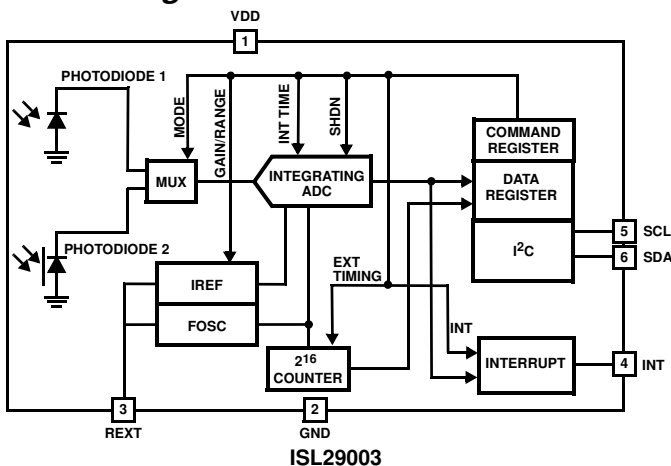 VDD
1
PHOTODIODE 1
MODE
GAIN/RANGE
INT TIME
SHDN
COMMAND
REGISTER
MUX
INTEGRATING
ADC
DATA
REGISTER
PHOTODIODE 2
I²C
5 SCL
6 SDA
EXT
TIMING
IREF
FOSC
INT
2¹⁶
COUNTER
INTERRUPT
4 INT
3
REXT
2
GND
ISL29003